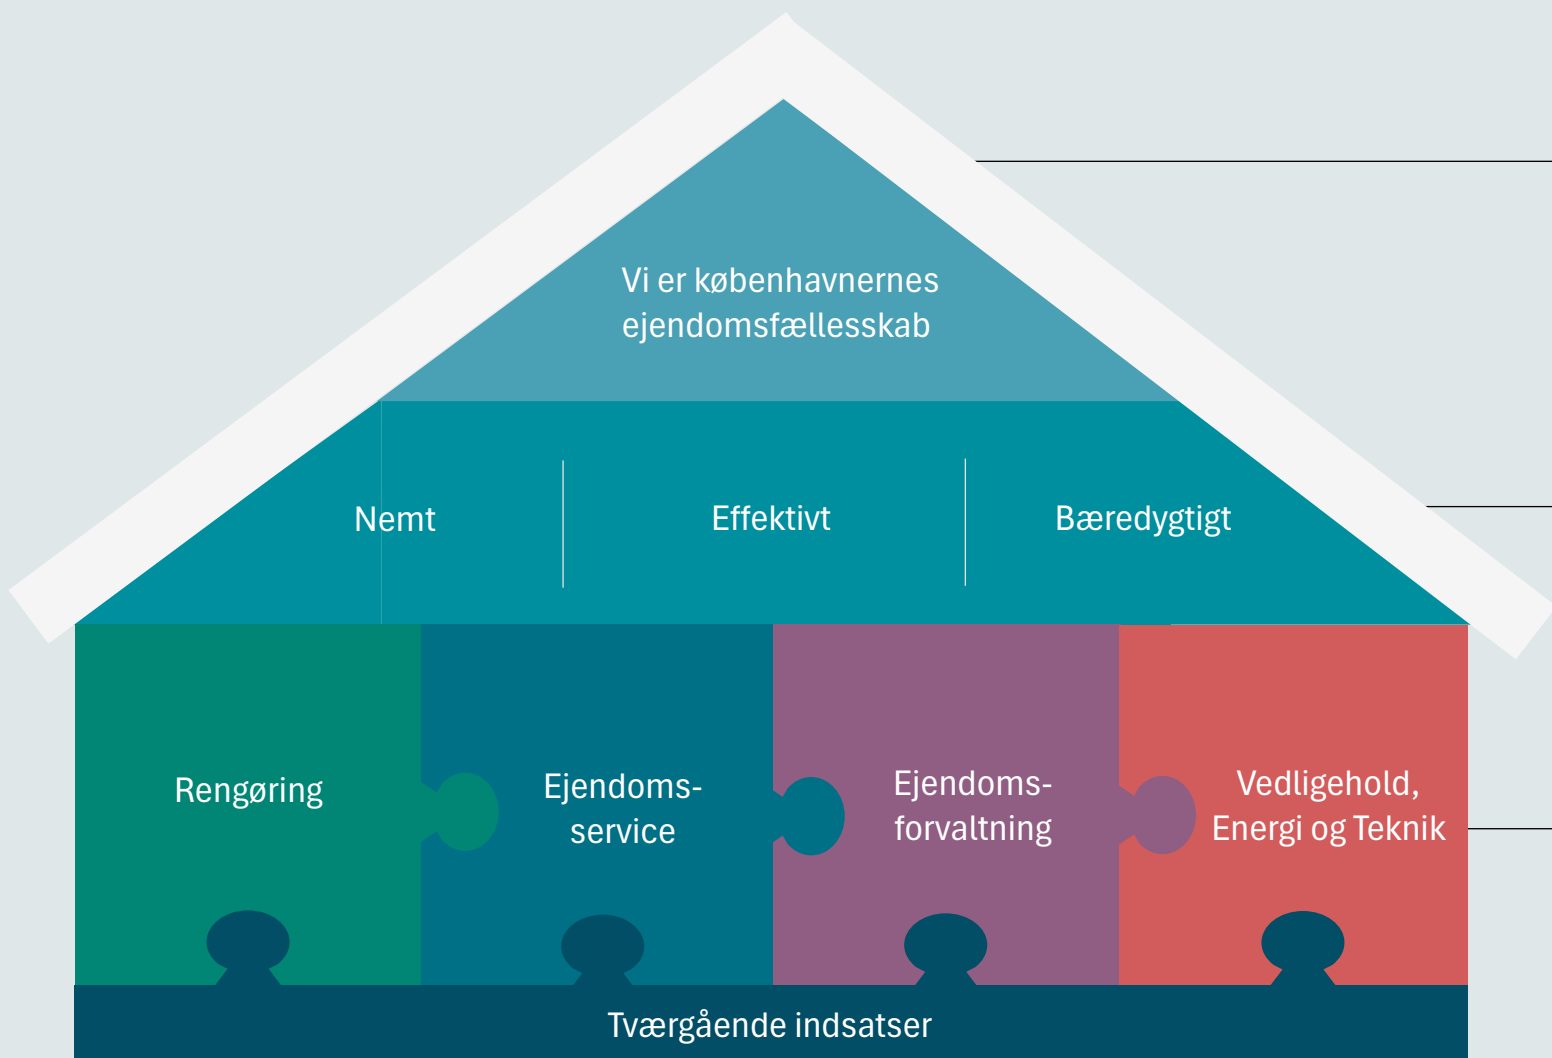 Vi er københavnernes
ejendomsfællesskab
Nemt
Effektivt
Bæredygtigt
Rengøring
Ejendoms-
service
Ejendoms-
forvaltning
Vedligehold,
Energi og Teknik
Tværgående indsatser